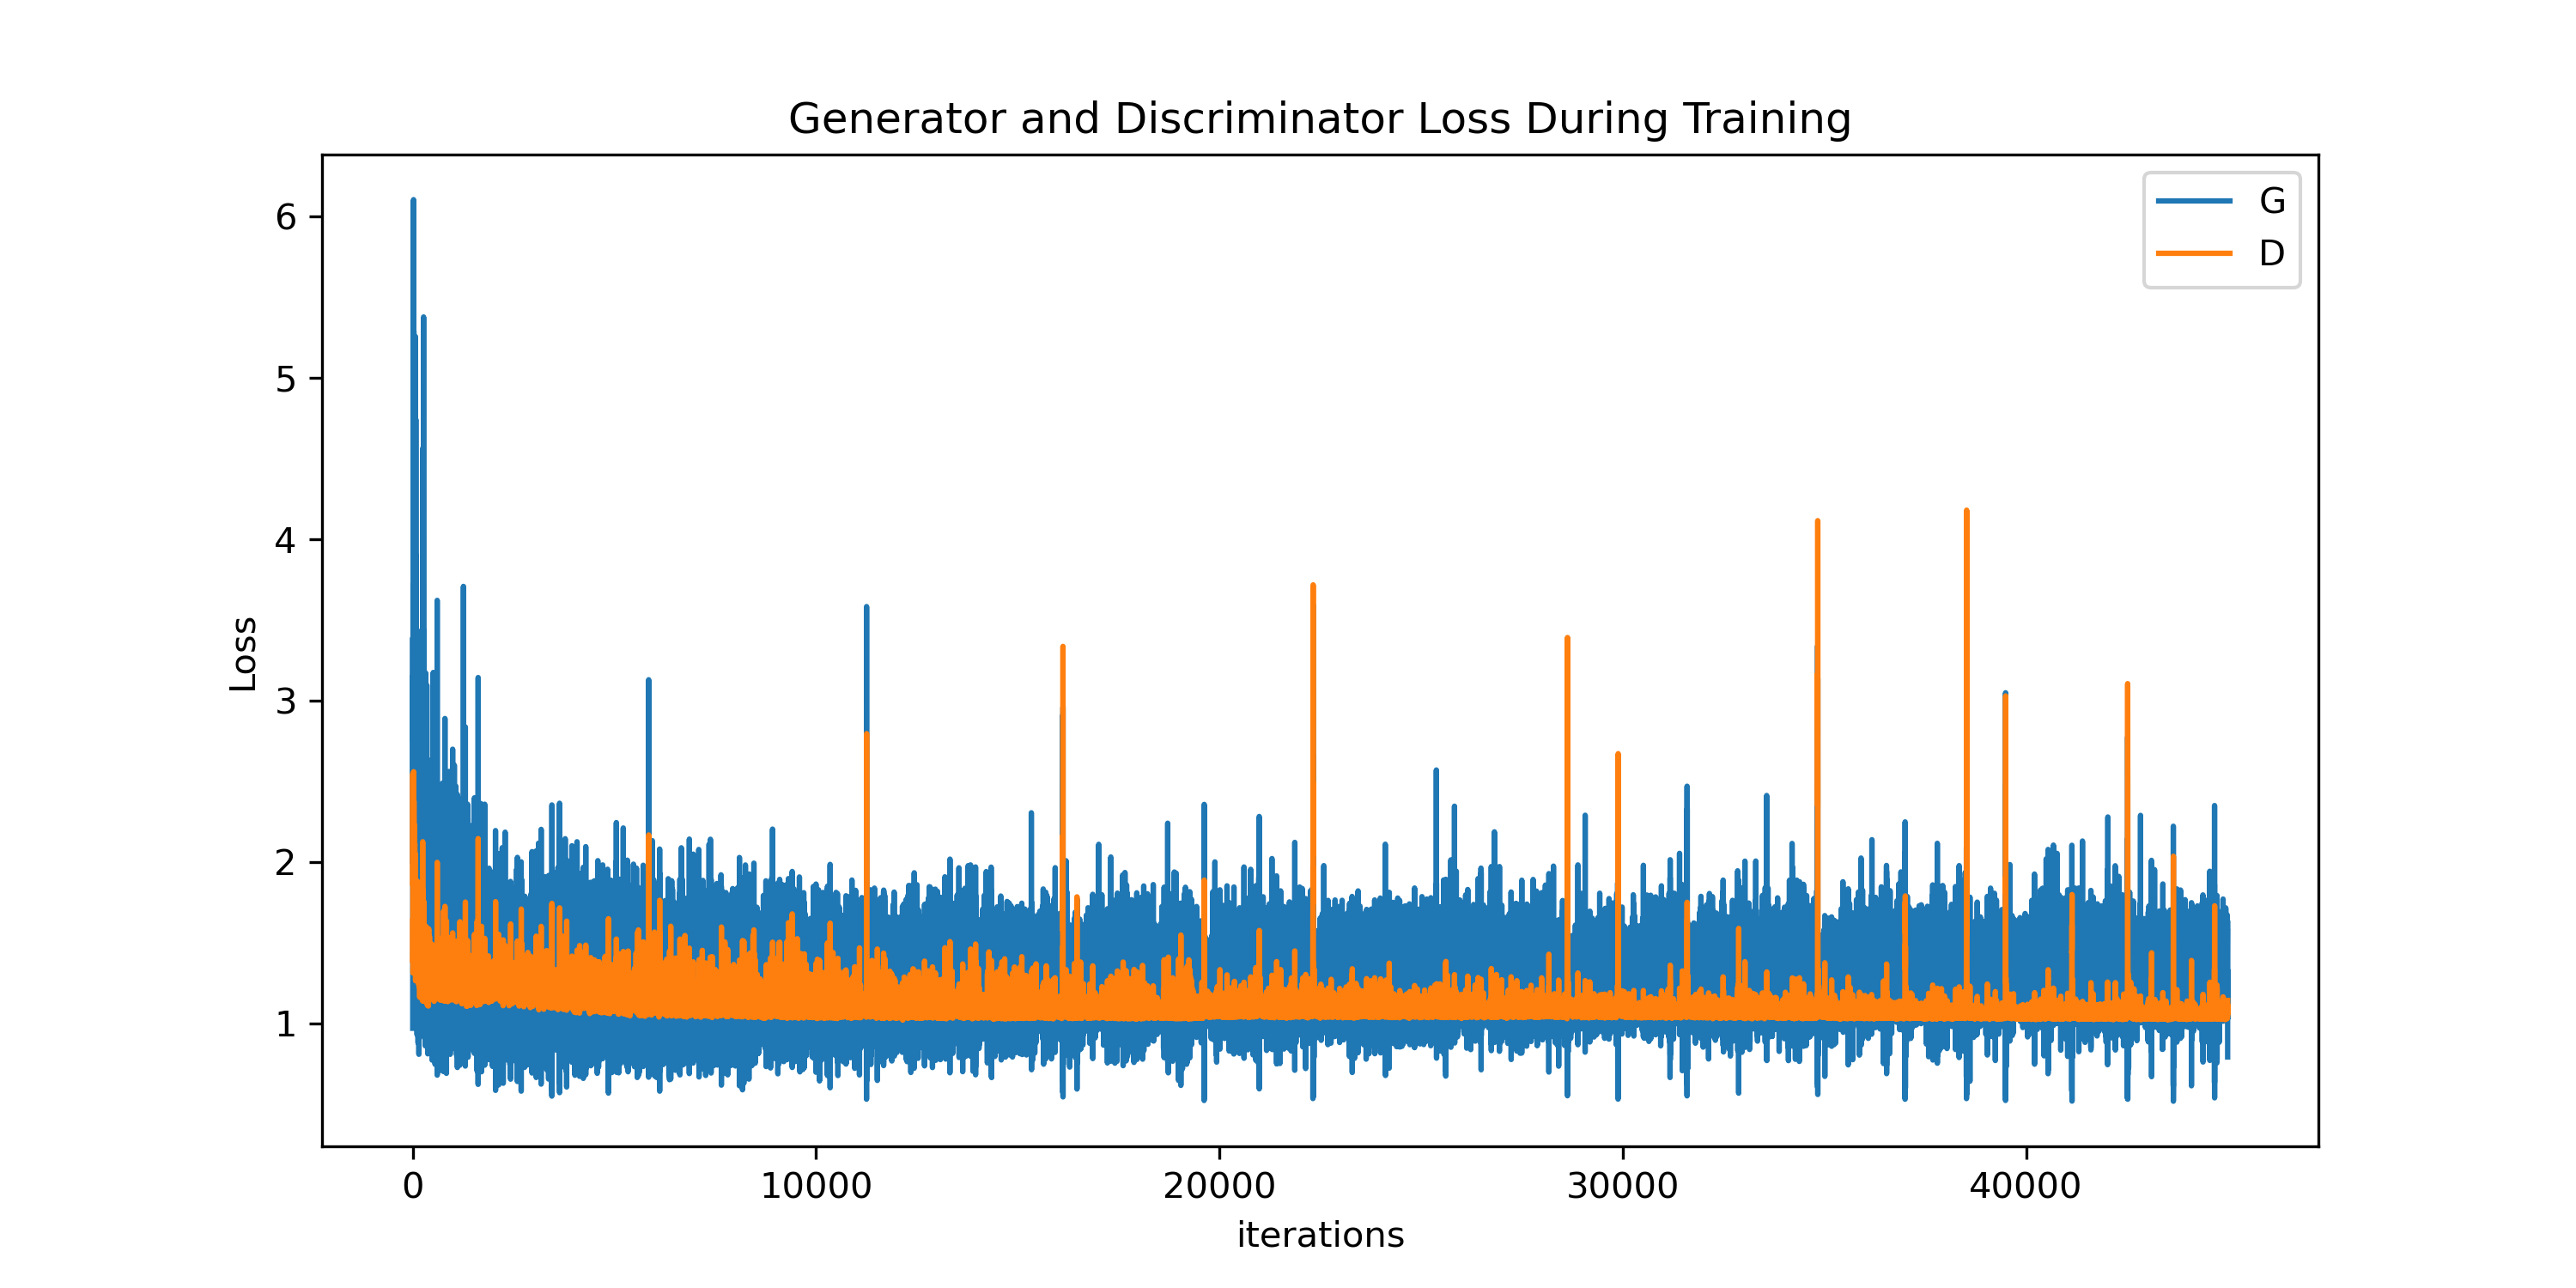 Generator and Discriminator Loss During Training
G
D
6
5
4
3
2
1
Loss
0 10000 20000 30000 40000
iterations